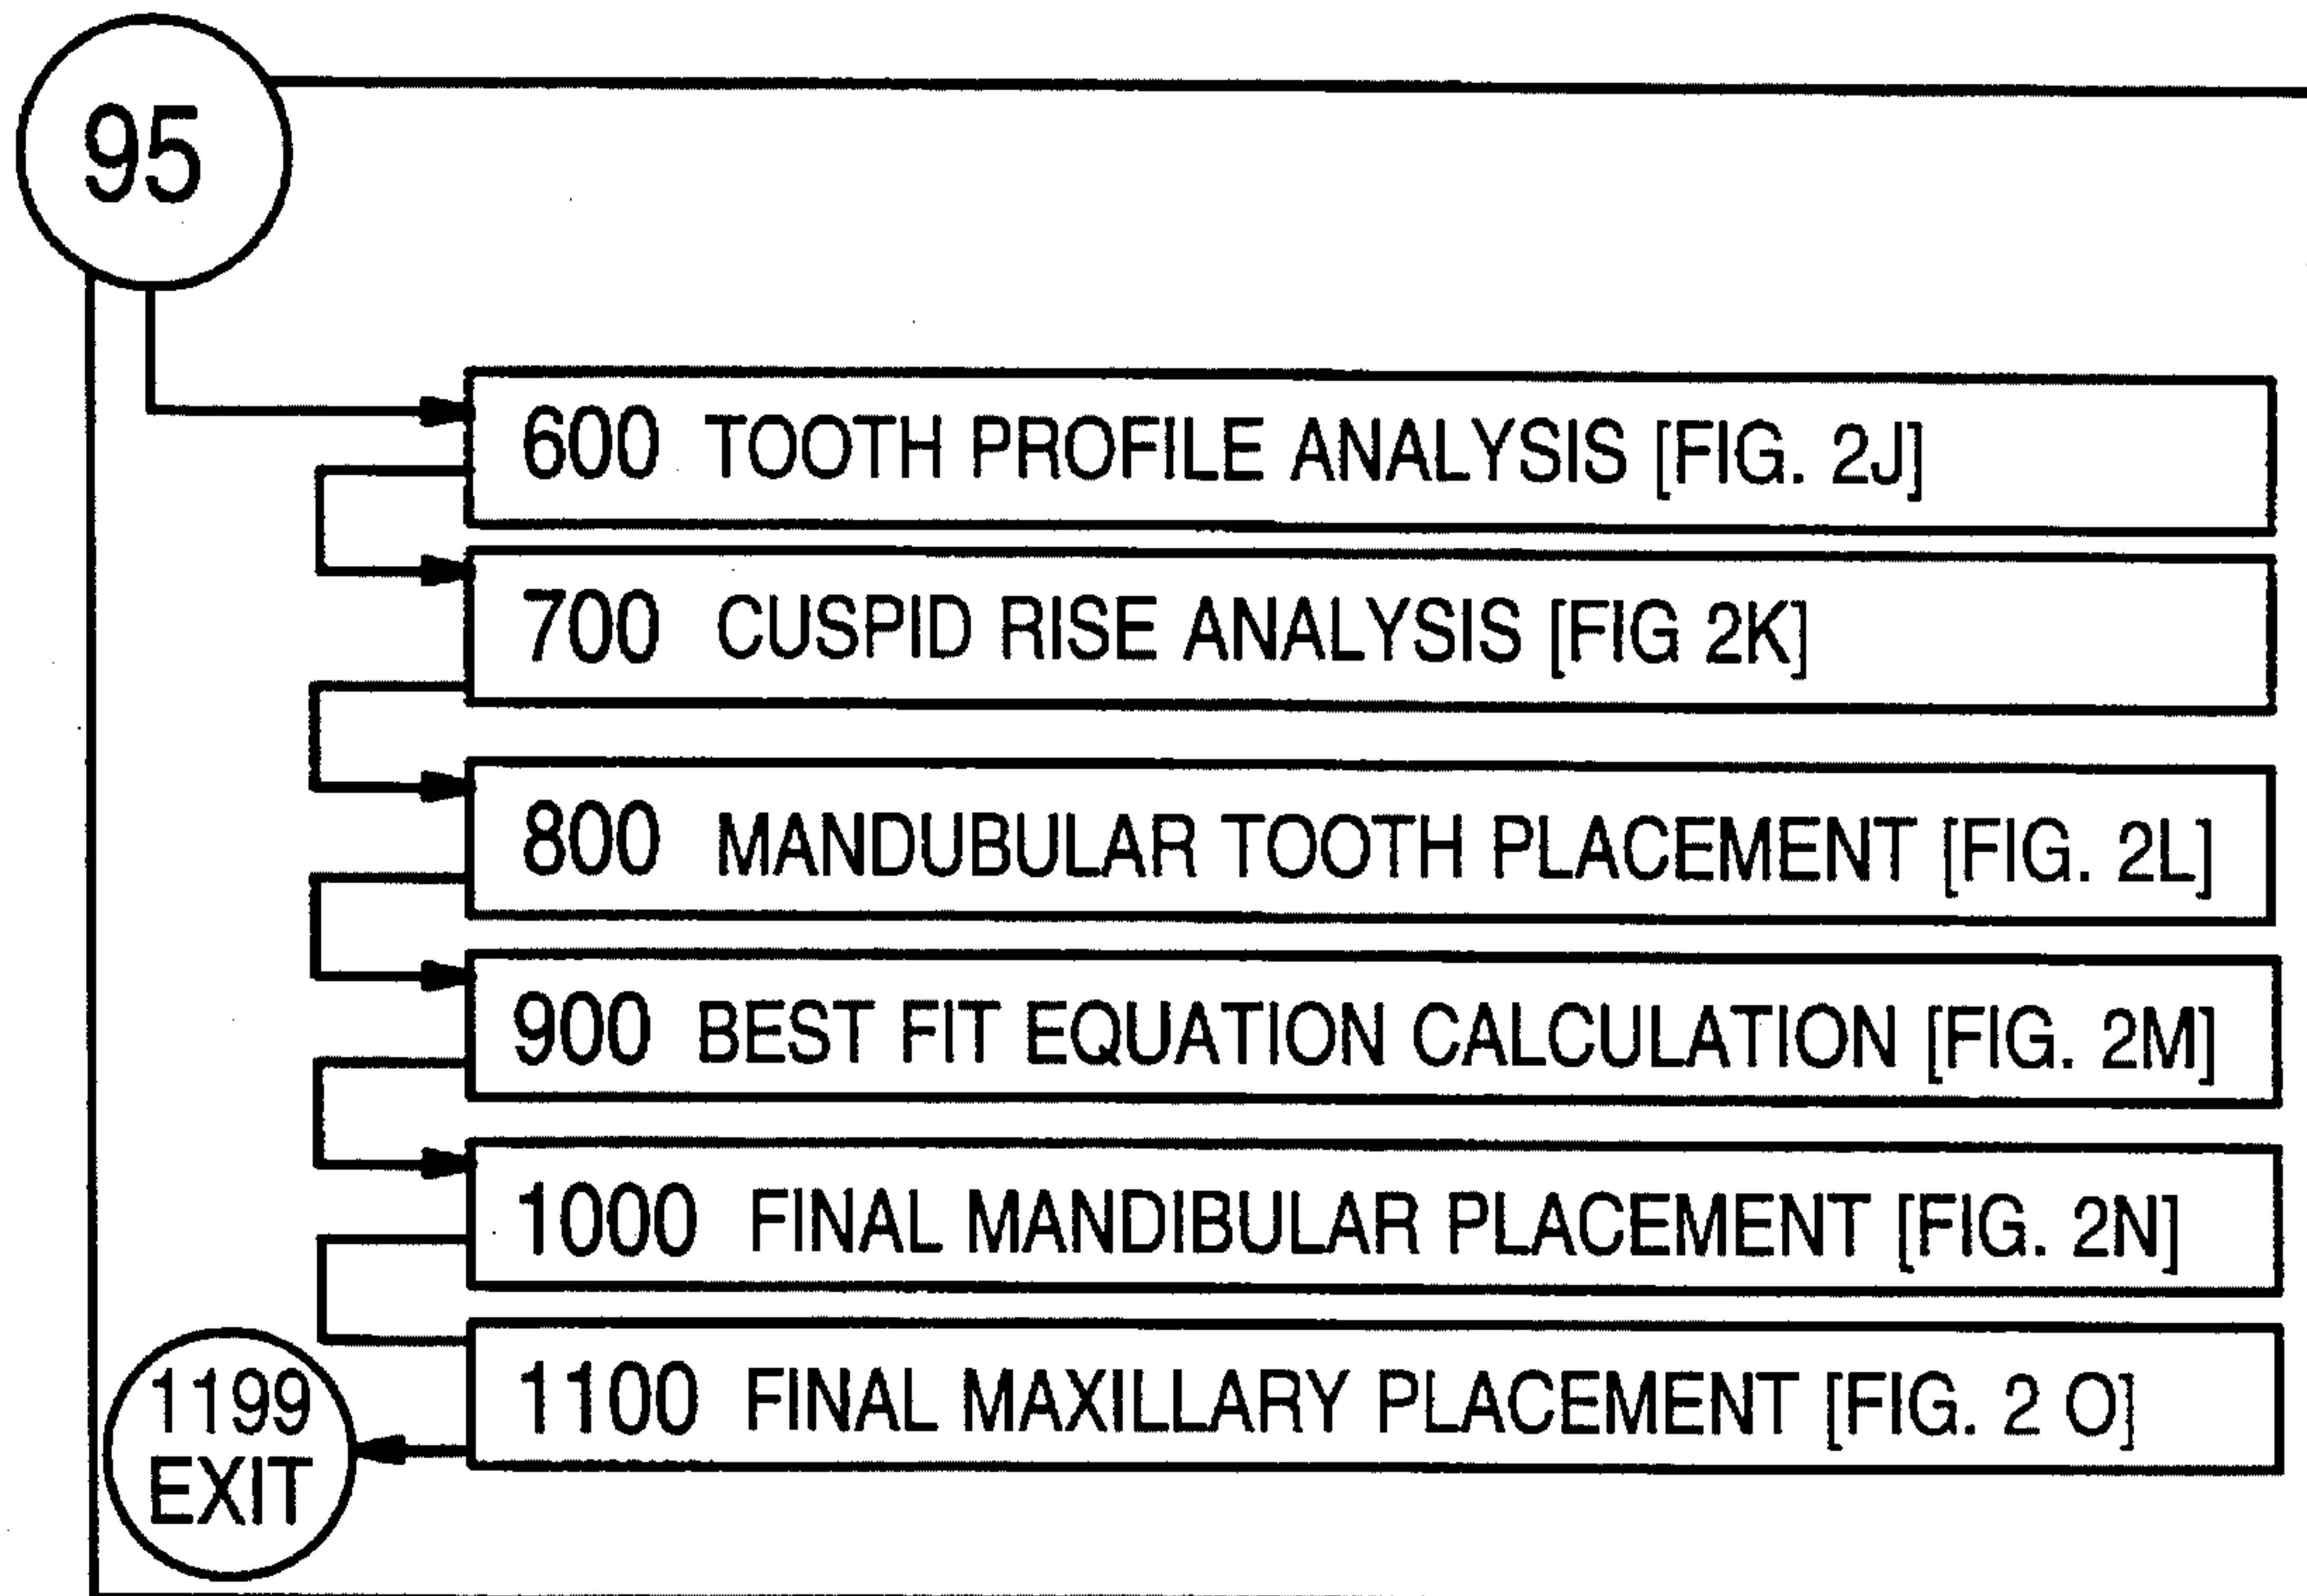 95
600 TOOTH PROFILE ANALYSIS [FIG. 2J]
700 CUSPID RISE ANALYSIS [FIG 2K]
800 MANDUBULAR TOOTH PLACEMENT [FIG. 2L]
900 BEST FIT EQUATION CALCULATION [FIG. 2M]
1000 FINAL MANDIBULAR PLACEMENT [FIG. 2N]
1100 FINAL MAXILLARY PLACEMENT [FIG. 2 O]
1199
EXIT